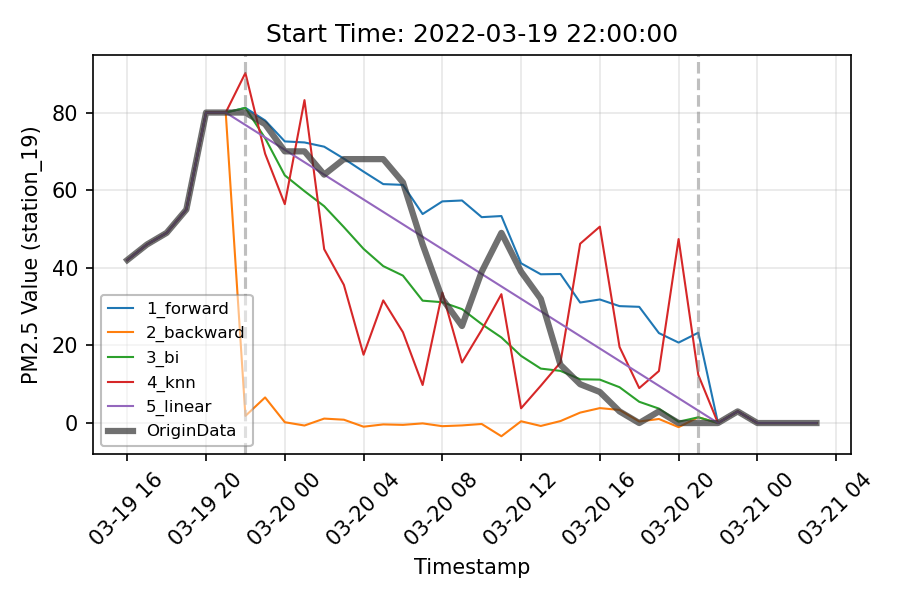 Start Time: 2022-03-19 22:00:00
PM2.5 Value (station_19)
80
60
40
20
0
1_forward
2_backward
3_bi
4_knn
5_linear
OriginData
03-19 16
03-19 20
03-20 00
03-20 04
03-20 08
03-20 12
03-20 16
03-20 20
03-21 00
03-21 04
Timestamp